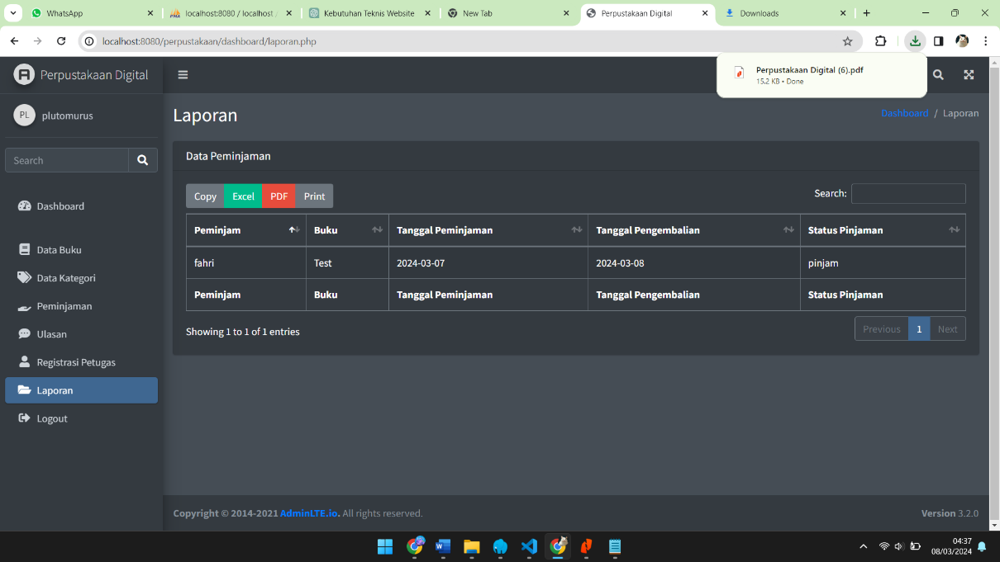 WhatsApp
localhost:8080 / localhost
Kebutuhan Teknis Website
New Tab
Perpustakaan Digital
Downloads
localhost:8080/perpustakaan/dashboard/laporan.php
Perpustakaan Digital (6).pdf
15.2 KB • Done
Perpustakaan Digital
PL plutomurus
Search
Dashboard
Data Buku
Data Kategori
Peminjaman
Ulasan
Registrasi Petugas
Laporan
Logout
Laporan
Dashboard / Laporan
Data Peminjaman
Copy Excel PDF Print
Search:
Peminjam Buku Tanggal Peminjaman Tanggal Pengembalian Status Pinjaman
fahri Test 2024-03-07 2024-03-08 pinjam
Peminjam Buku Tanggal Peminjaman Tanggal Pengembalian Status Pinjaman
Showing 1 to 1 of 1 entries
Previous 1 Next
Copyright © 2014-2021 AdminLTE.io. All rights reserved.
Version 3.2.0
04:37
08/03/2024